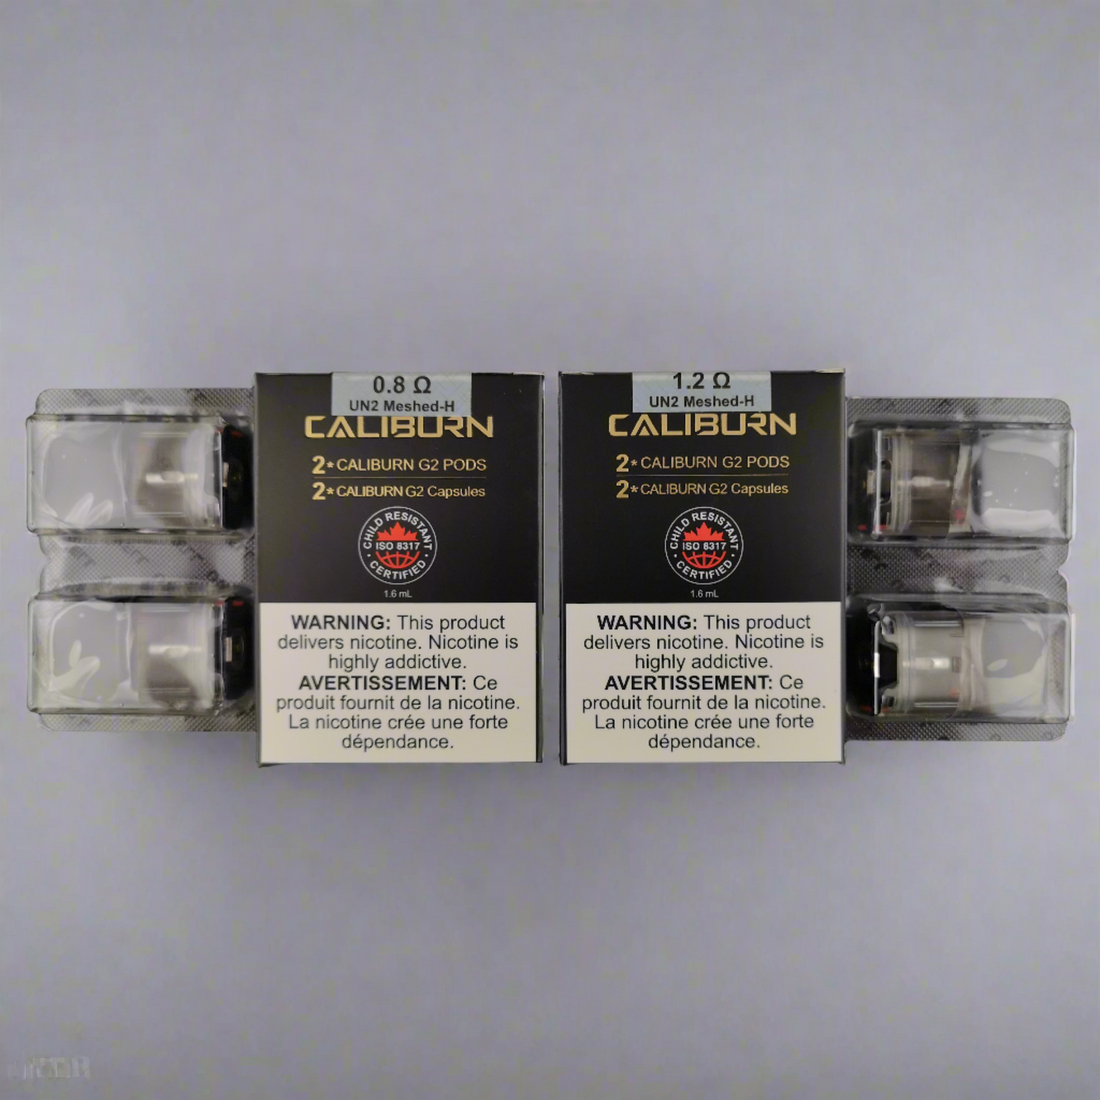 0.8 Ω
UN2 Meshed-H
CALIBURN
2* CALIBURN G2 PODS
2* CALIBURN G2 Capsules
CHILD RESISTANT
ISO 8317
CERTIFIED
1.6 mL
WARNING: This product
delivers nicotine. Nicotine is
highly addictive.
AVERTISSEMENT: Ce
produit fournit de la nicotine.
La nicotine crée une forte
dépendance.
1.2 Ω
UN2 Meshed-H
CALIBURN
2* CALIBURN G2 PODS
2* CALIBURN G2 Capsules
CHILD RESISTANT
ISO 8317
CERTIFIED
1.6 mL
WARNING: This product
delivers nicotine. Nicotine is
highly addictive.
AVERTISSEMENT: Ce
produit fournit de la nicotine.
La nicotine crée une forte
dépendance.